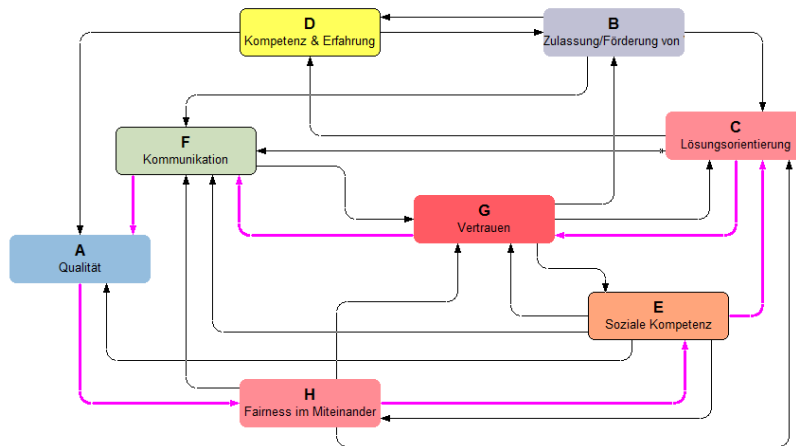 D
Kompetenz & Erfahrung
B
Zulassung/Förderung von
F
Kommunikation
C
Lösungsorientierung
G
Vertrauen
A
Qualität
E
Soziale Kompetenz
H
Fairness im Miteinander